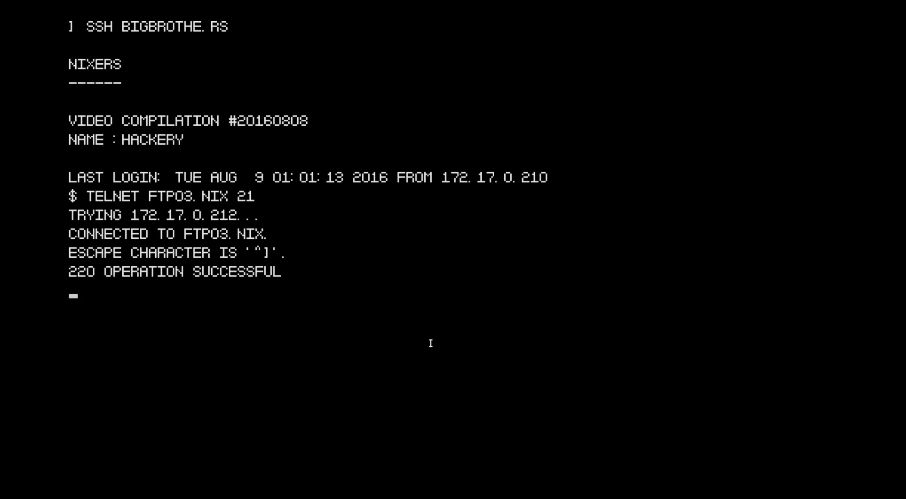 ] SSH BIGBROTHE.RS
NIXERS
------
VIDEO COMPILATION #20160808
NAME :HACKERY
LAST LOGIN: TUE AUG  9 01:01:13 2016 FROM 172.17.0.210
$ TELNET FTP03.NIX 21
TRYING 172.17.0.212...
CONNECTED TO FTP03.NIX.
ESCAPE CHARACTER IS '^]'.
220 OPERATION SUCCESSFUL